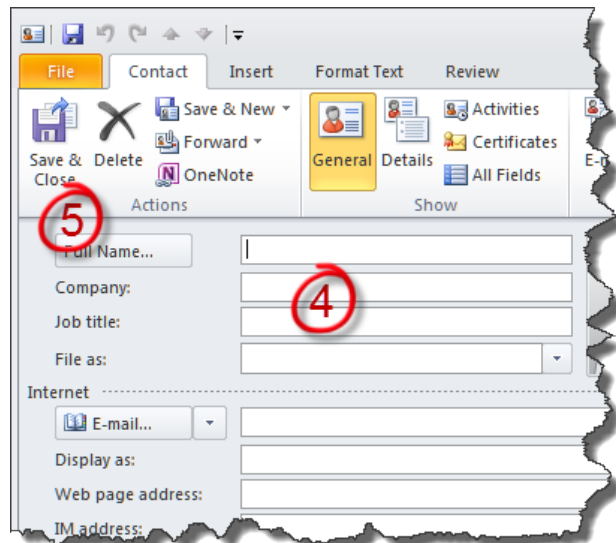 File Contact Insert Format Text Review
Save & Close
Delete
Save & New
Forward
OneNote
Actions
General
Details
Activities
Certificates
All Fields
Show
5
Full Name...
4
Company:
Job title:
File as:
Internet
E-mail...
Display as:
Web page address:
IM address: